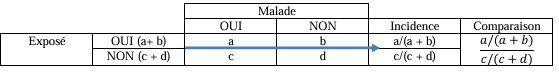 Malade
OUI NON Incidence Comparaison
Exposé OUI (a+ b) a b a/(a + b) a/(a + b)
NON (c + d) c d c/(c + d) c/(c + d)